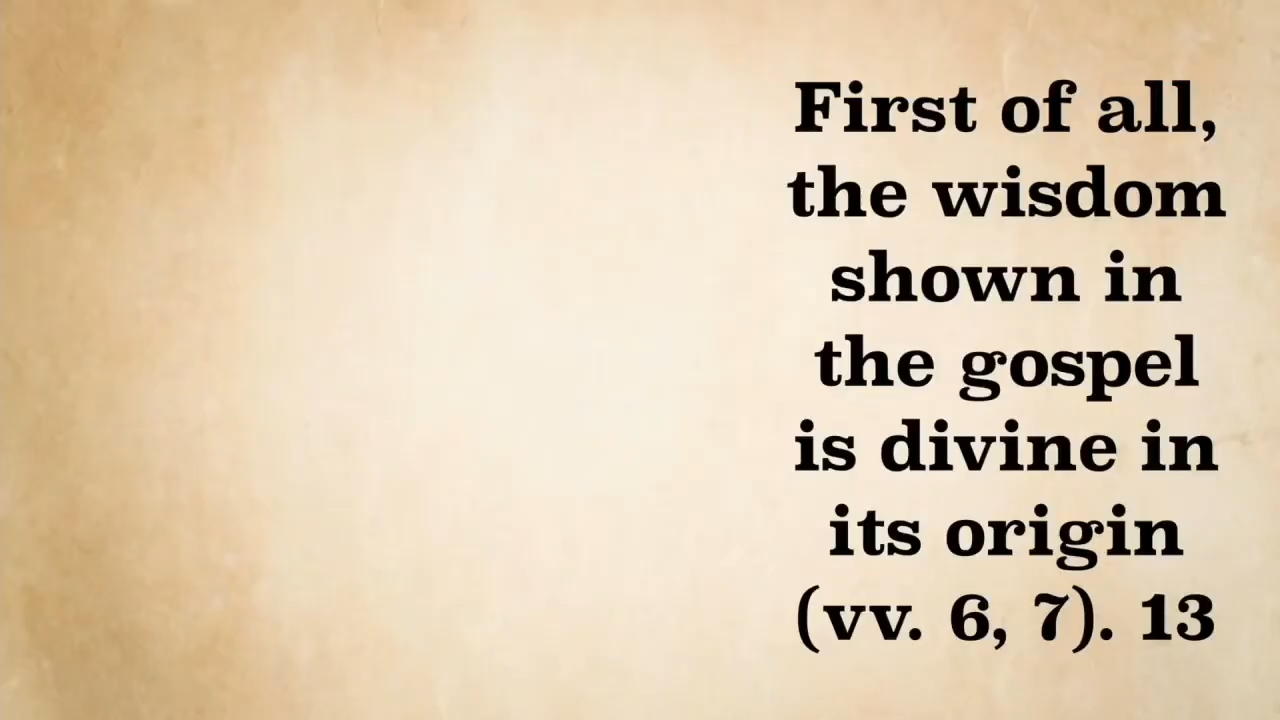 First of all,
the wisdom
shown in
the gospel
is divine in
its origin
(vv. 6, 7). 13